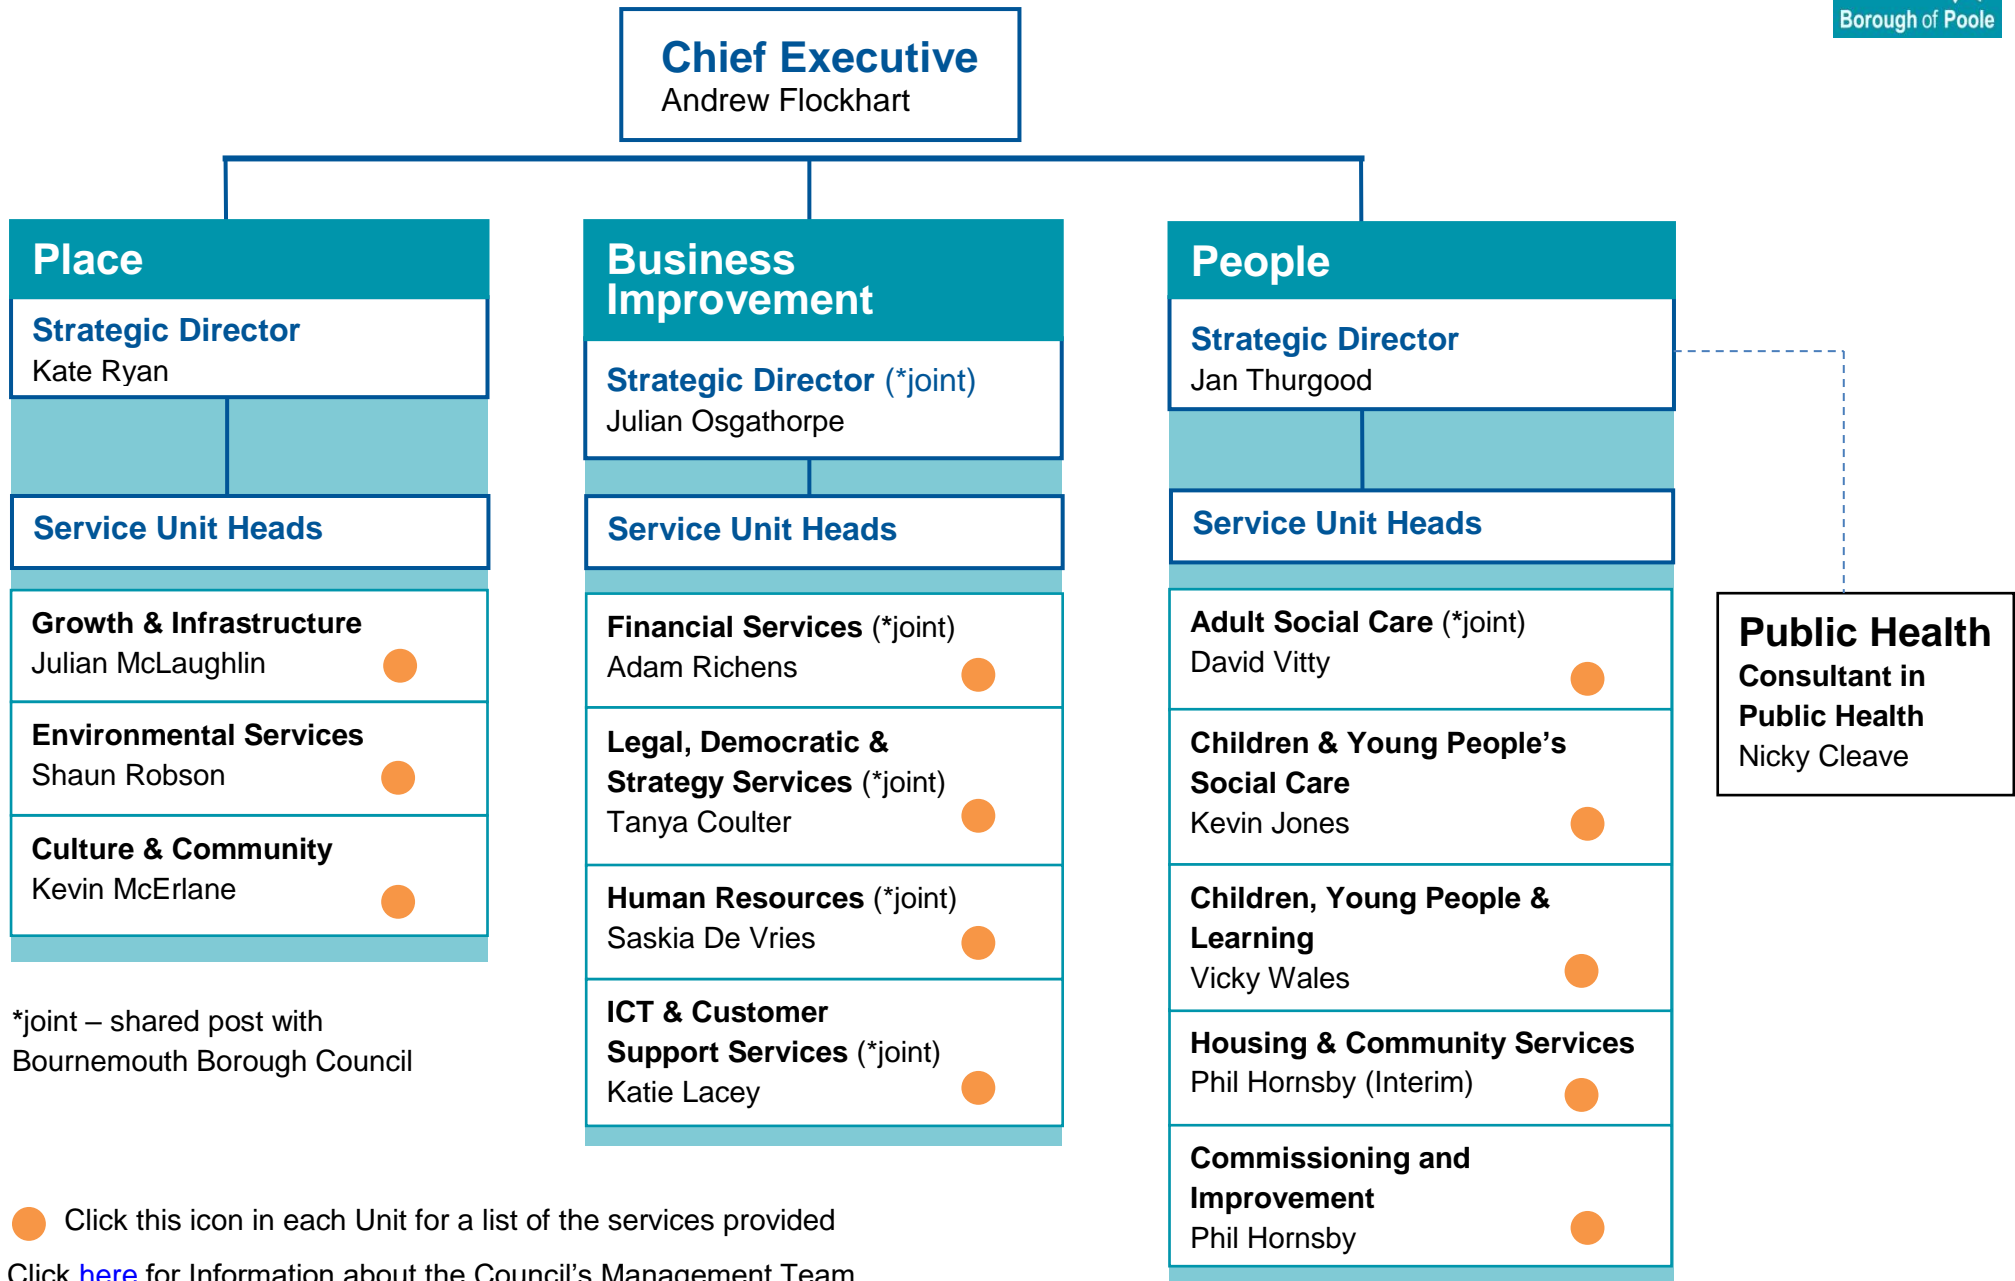 Borough of Poole
Chief Executive
Andrew Flockhart
Place
Strategic Director
Kate Ryan
Service Unit Heads
Growth & Infrastructure
Julian McLaughlin
Environmental Services
Shaun Robson
Culture & Community
Kevin McErlane
Business
Improvement
Strategic Director (*joint)
Julian Osgathorpe
Service Unit Heads
Financial Services (*joint)
Adam Richens
Legal, Democratic &
Strategy Services (*joint)
Tanya Coulter
Human Resources (*joint)
Saskia De Vries
ICT & Customer
Support Services (*joint)
Katie Lacey
People
Strategic Director
Jan Thurgood
Service Unit Heads
Adult Social Care (*joint)
David Vitty
Children & Young People’s
Social Care
Kevin Jones
Children, Young People &
Learning
Vicky Wales
Housing & Community Services
Phil Hornsby (Interim)
Commissioning and
Improvement
Phil Hornsby
Public Health
Consultant in
Public Health
Nicky Cleave
*joint – shared post with
Bournemouth Borough Council
Click this icon in each Unit for a list of the services provided
Click here for Information about the Council’s Management Team